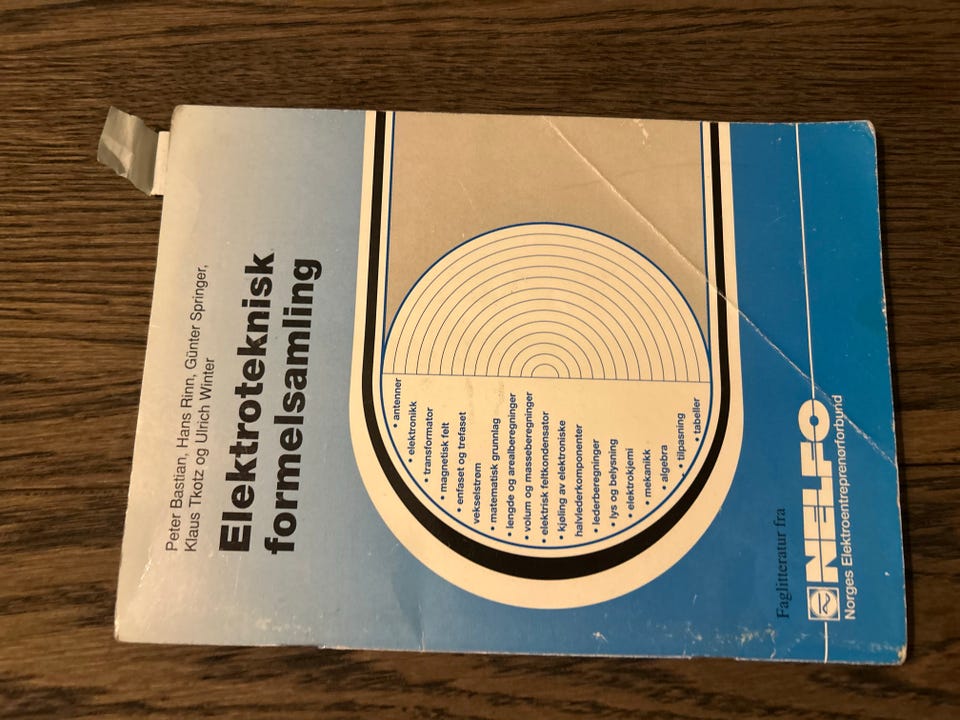 Peter Bastian, Hans Rinn, Günter Springer,
Klaus Tkotz og Ulrich Winter
Elektroteknisk
formelsamling
• antenner
• elektronikk
• transformator
• magnetisk felt
• enfaset og trefaset
vekselstrøm
• matematisk grunnlag
• lengde og arealberegninger
• volum og masseberegninger
• elektrisk feltkondensator
• kjøling av elektroniske
halvlederkomponenter
• lederberegninger
• lys og belysning
• elektrokjemi
• mekanikk
• algebra
• tilpasning
• tabeller
Faglitteratur fra
NELFO
Norges Elektroentreprenørforbund